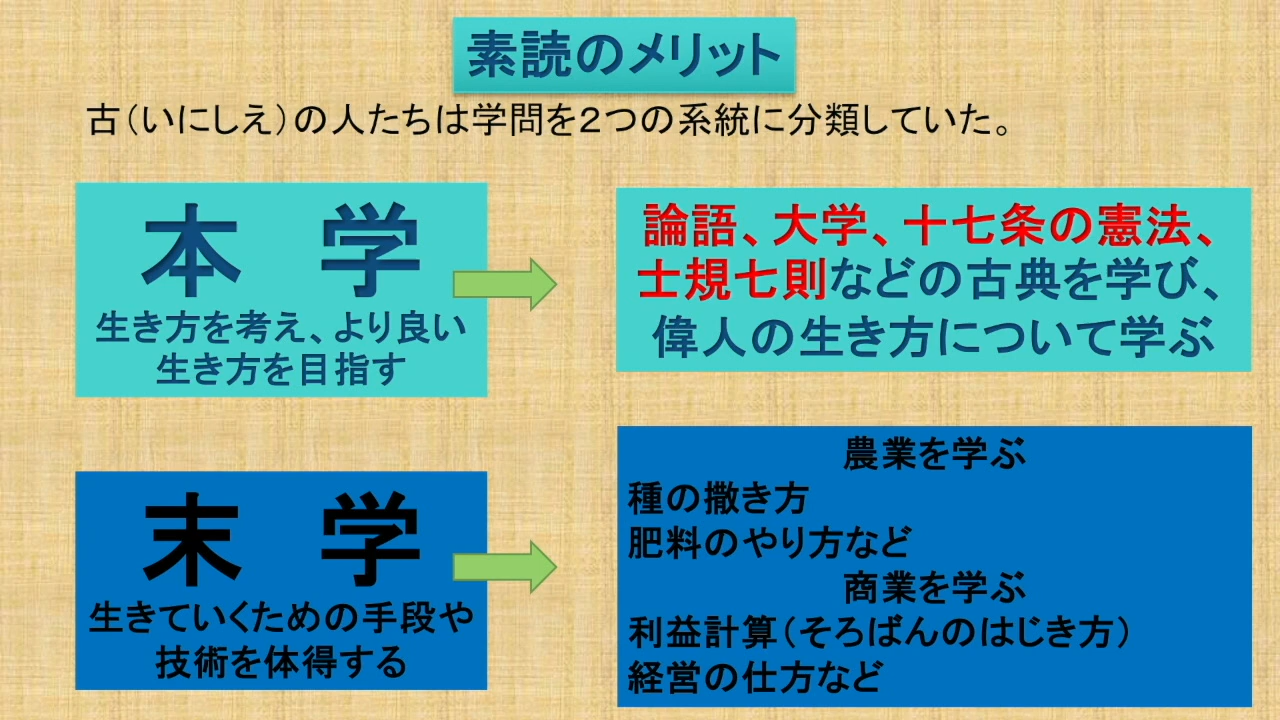 素読のメリット
古（いにしえ）の人たちは学問を２つの系統に分類していた。
本　学
生き方を考え、より良い
生き方を目指す
論語、大学、十七条の憲法、
士規七則などの古典を学び、
偉人の生き方について学ぶ
末　学
生きていくための手段や
技術を体得する
農業を学ぶ
種の撒き方
肥料のやり方など
商業を学ぶ
利益計算（そろばんのはじき方）
経営の仕方など